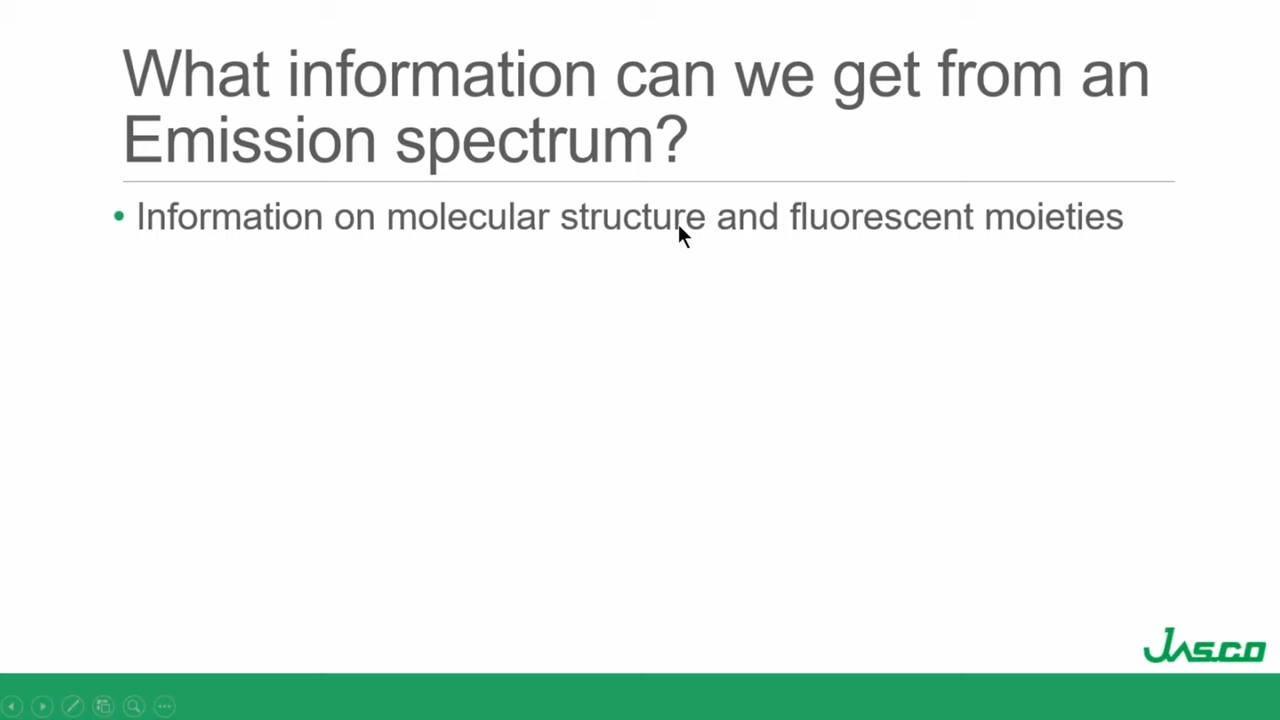 What information can we get from an
Emission spectrum?
• Information on molecular structure and fluorescent moieties
JASCO